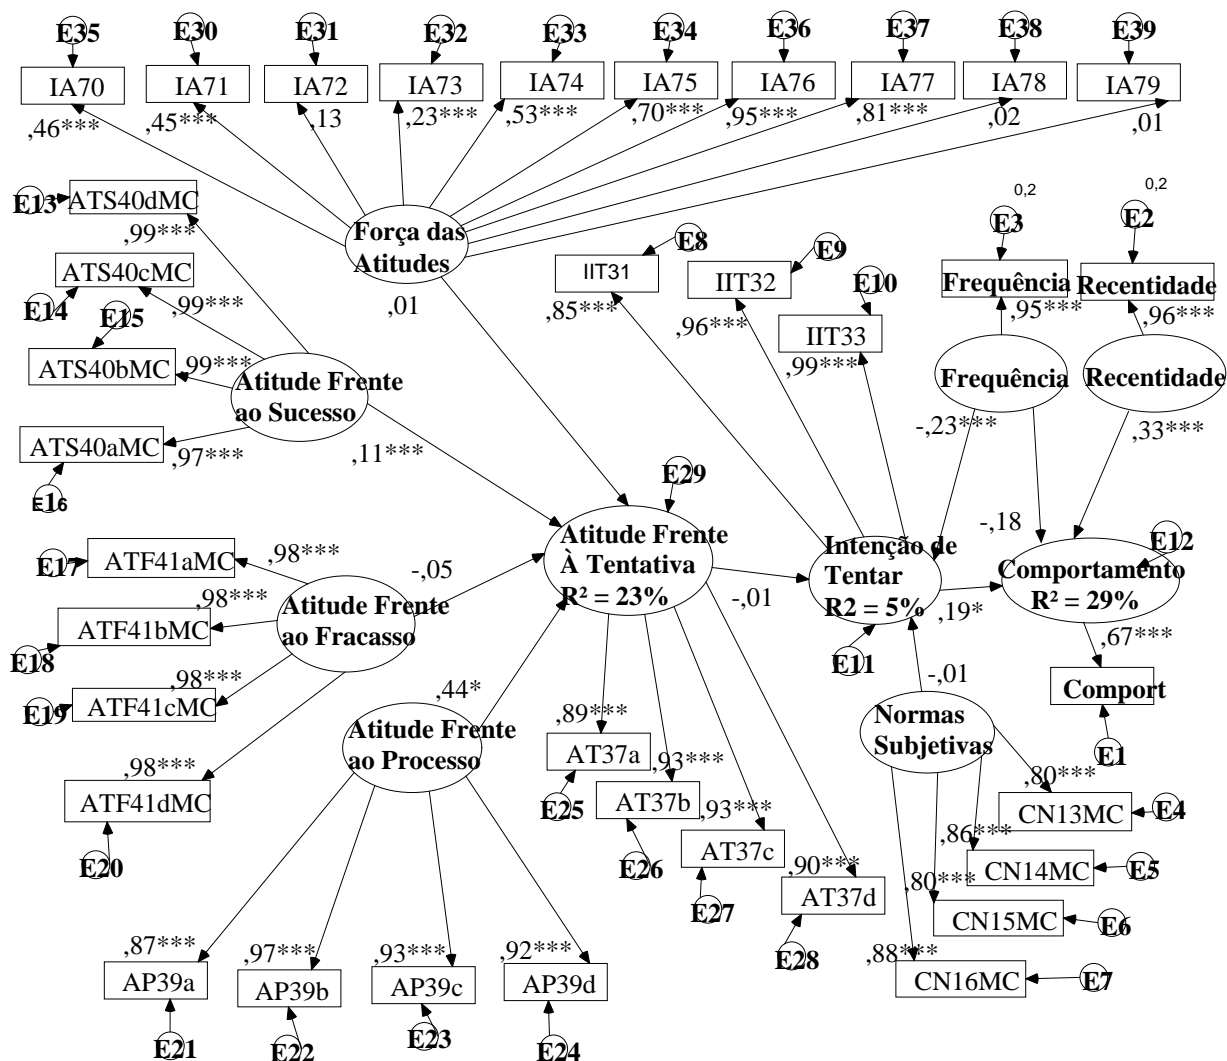 E35
E30
E31
E32
E33
E34
E36
E37
E38
E39
IA70
IA71
IA72
IA73
IA74
IA75
IA76
IA77
IA78
IA79
,46***
,45***
,13
,23***
,53***
,70***
,95***
,81***
,02
,01
E13
ATS40dMC
,99***
ATS40cMC
E14
,99***
E15
ATS40bMC
,99***
ATS40aMC
,97***
E16
Força das
Atitudes
,01
Atitude Frente
ao Sucesso
,11***
E8
IIT31
,85***
E9
IIT32
,96***
E10
IIT33
,99***
0,2
E3
Frequência
,95***
Frequência
-,23***
-,18
0,2
E2
Recentidade
,96***
Recentidade
,33***
E17
ATF41aMC
,98***
ATF41bMC
,98***
E18
ATF41cMC
,98***
E19
ATF41dMC
,98***
E20
Atitude Frente
ao Fracasso
-,05
E29
Atitude Frente
À Tentativa
R² = 23%
-,01
Intenção de
Tentar
R2 = 5%
E11
,19*
E12
Comportamento
R² = 29%
,67***
Comport
E1
-,01
Normas
Subjetivas
,80***
CN13MC
E4
,86***
CN14MC
E5
,80***
CN15MC
E6
,88***
CN16MC
E7
,44*
Atitude Frente
ao Processo
,89***
AT37a
E25
,93***
AT37b
E26
,93***
AT37c
E27
,90***
AT37d
E28
,87***
AP39a
E21
,97***
AP39b
E22
,93***
AP39c
E23
,92***
AP39d
E24